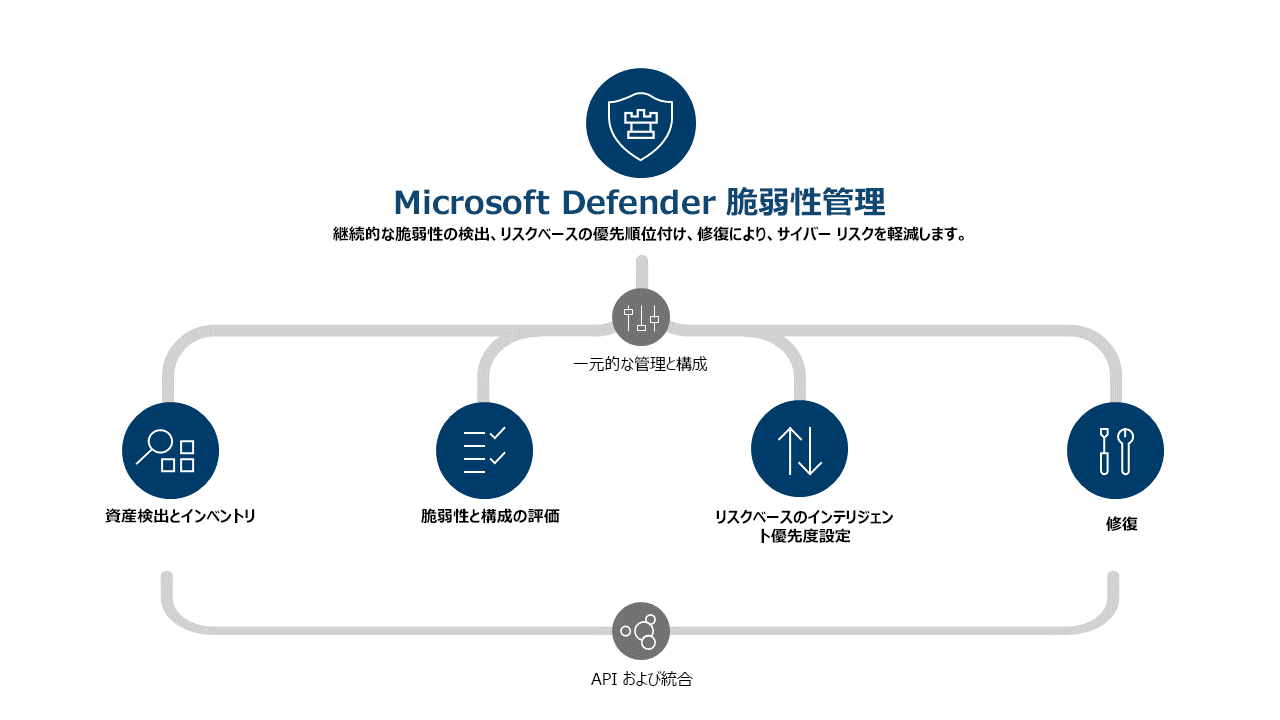 Microsoft Defender 脆弱性管理
継続的な脆弱性の検出、リスクベースの優先順位付け、修復により、サイバー リスクを軽減します。
一元的な管理と構成
資産検出とインベントリ
脆弱性と構成の評価
リスクベースのインテリジェン
ト優先度設定
修復
API および統合